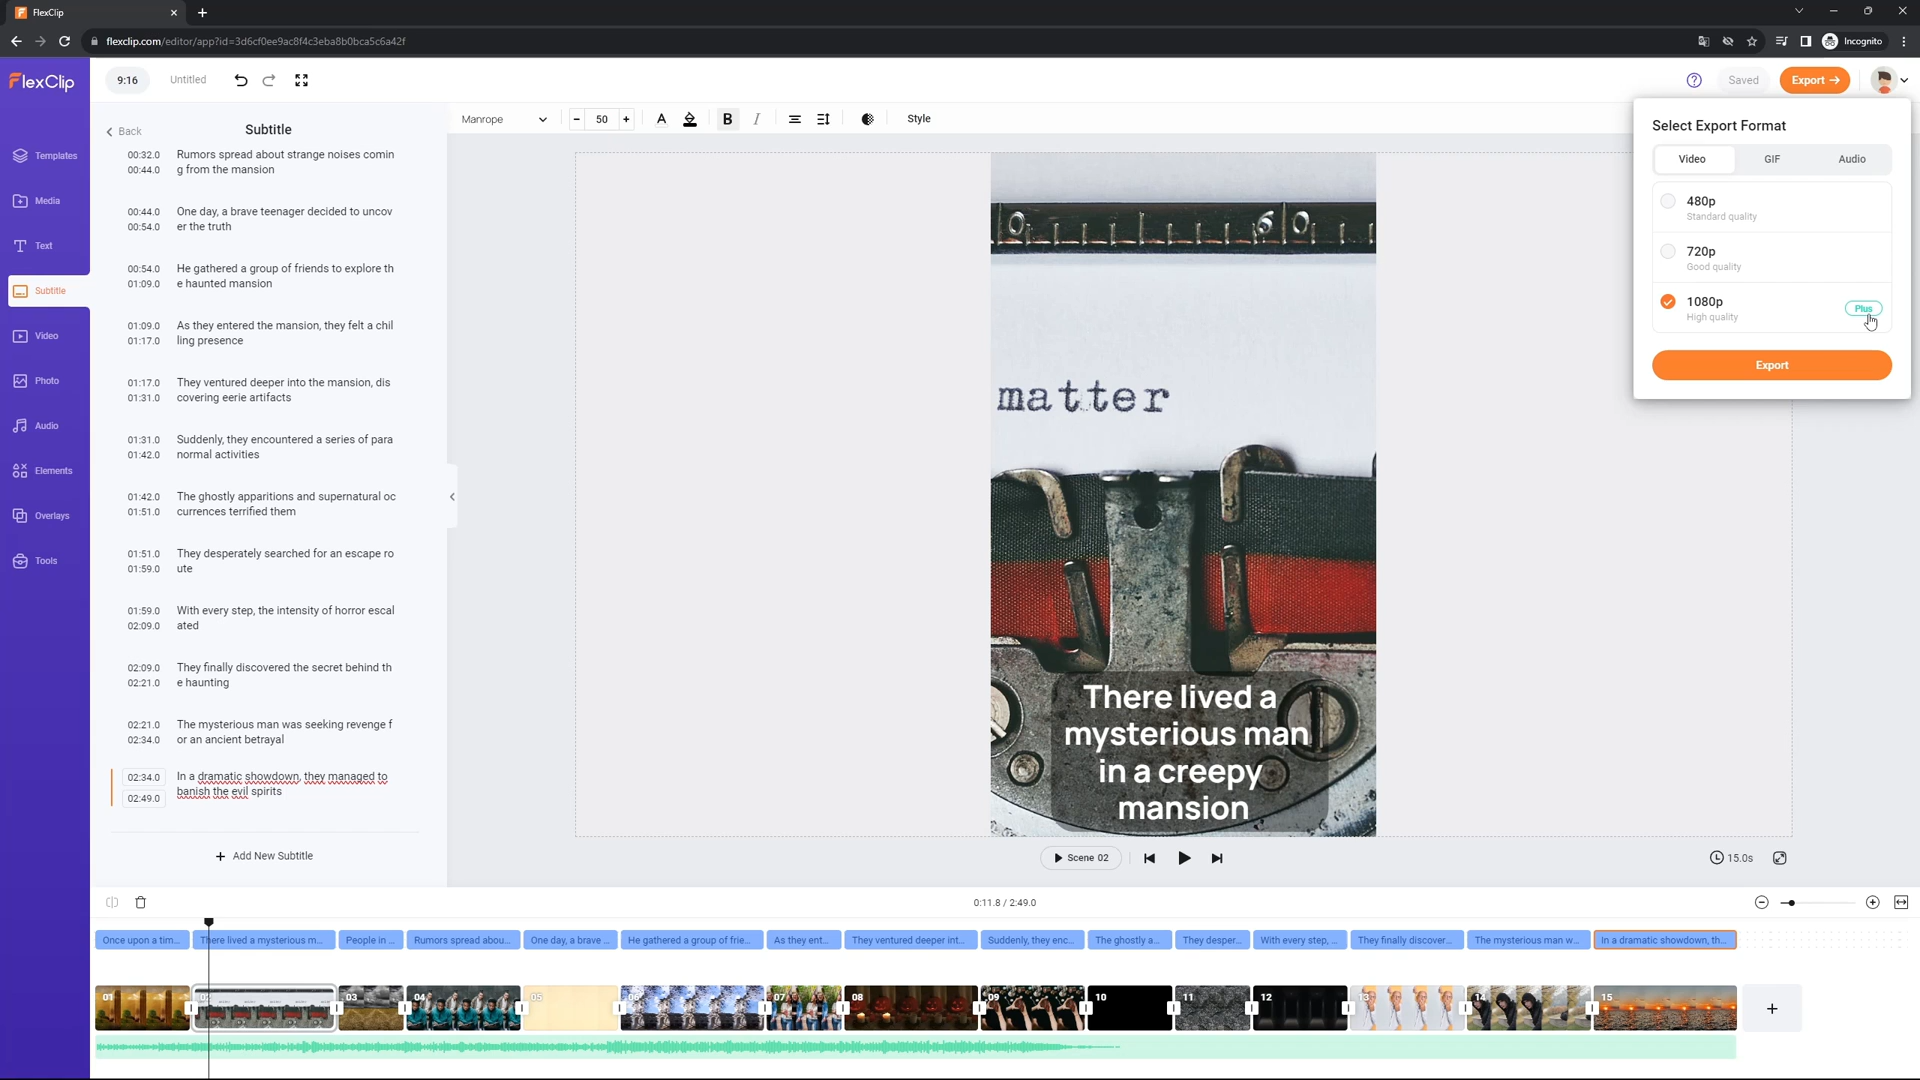 FlexClip
flexclip.com/editor/app?id=3d6cf0ee9ac8f4c3eba8b0bca5c6a42f
Incognito
FlexClip
9:16
Untitled
Saved
Export →
Templates
Media
Text
Subtitle
Video
Photo
Audio
Elements
Overlays
Tools
Back
Subtitle
00:32.0 Rumors spread about strange noises comin
00:44.0 g from the mansion
00:44.0 One day, a brave teenager decided to uncov
00:54.0 er the truth
00:54.0 He gathered a group of friends to explore th
01:09.0 e haunted mansion
01:09.0 As they entered the mansion, they felt a chil
01:17.0 ling presence
01:17.0 They ventured deeper into the mansion, dis
01:31.0 covering eerie artifacts
01:31.0 Suddenly, they encountered a series of para
01:42.0 normal activities
01:42.0 The ghostly apparitions and supernatural oc
01:51.0 currences terrified them
01:51.0 They desperately searched for an escape ro
01:59.0 ute
01:59.0 With every step, the intensity of horror escal
02:09.0 ated
02:09.0 They finally discovered the secret behind th
02:21.0 e haunting
02:21.0 The mysterious man was seeking revenge f
02:34.0 or an ancient betrayal
02:34.0 In a dramatic showdown, they managed to
02:49.0 banish the evil spirits
+ Add New Subtitle
Manrope
- 50 +
A B I
Style
0 6 0
matter
There lived a
mysterious man
in a creepy
mansion
Select Export Format
Video GIF Audio
480p
Standard quality
720p
Good quality
1080p
High quality
Plus
Export
Scene 02
15.0s
0:11.8 / 2:49.0
Once upon a tim... There lived a mysterious m... People in ... Rumors spread abou... One day, a brave ... He gathered a group of frie... As they ent... They ventured deeper int... Suddenly, they enc... The ghostly a... They desper... With every step, ... They finally discover... The mysterious man w... In a dramatic showdown, th...
01 03 04 05 06 07 08 09 10 11 12 13 14 15